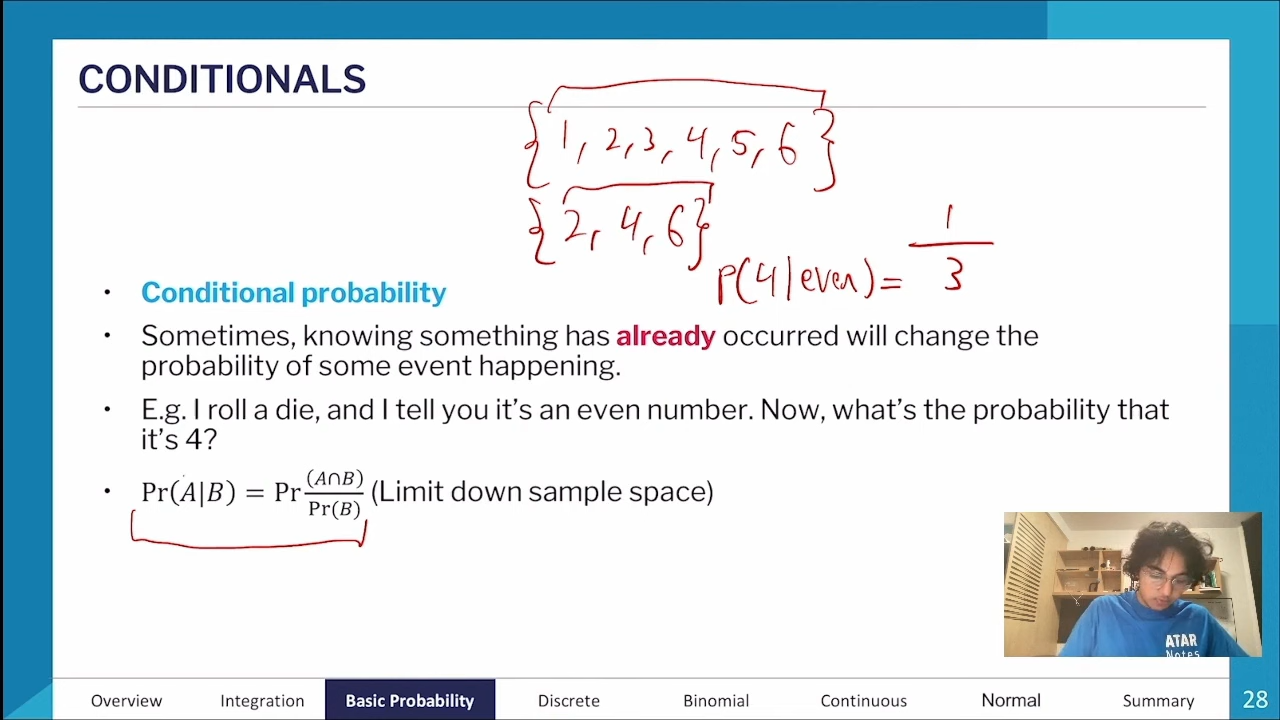 CONDITIONALS
{1, 2, 3, 4, 5, 6}
{2, 4, 6}
P(4|even) = 1/3
• Conditional probability
• Sometimes, knowing something has already occurred will change the
probability of some event happening.
• E.g. I roll a die, and I tell you it’s an even number. Now, what’s the probability that
it’s 4?
• Pr(A|B) = Pr (A∩B)/Pr(B) (Limit down sample space)
ATAR
Notes
Overview Integration Basic Probability Discrete Binomial Continuous Normal Summary 28